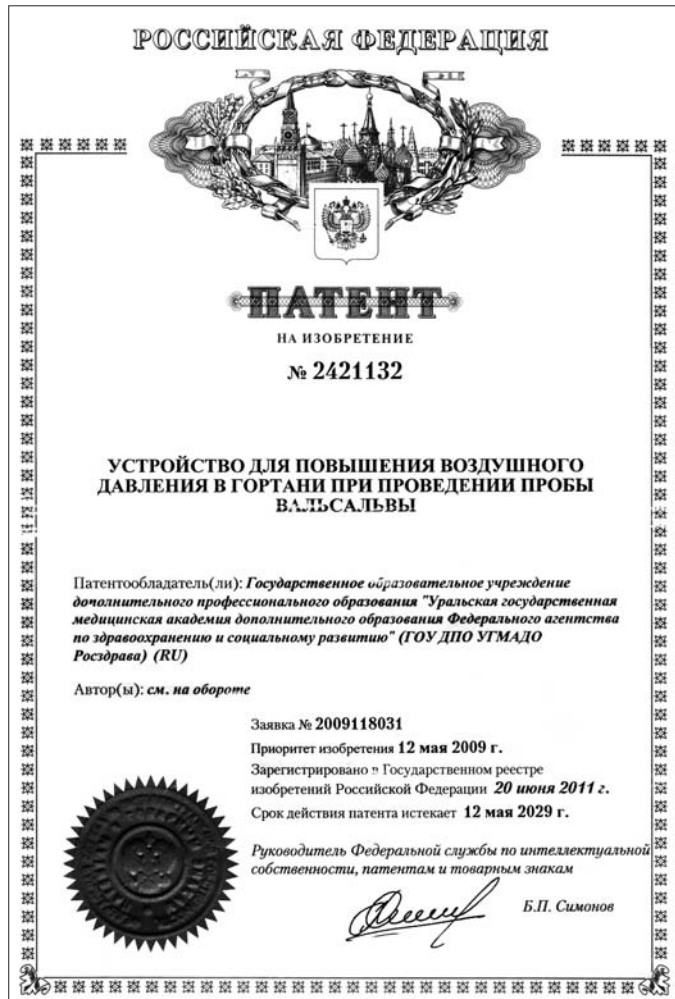 РОССИЙСКАЯ ФЕДЕРАЦИЯ
ПАТЕНТ
НА ИЗОБРЕТЕНИЕ
№ 2421132
УСТРОЙСТВО ДЛЯ ПОВЫШЕНИЯ ВОЗДУШНОГО
ДАВЛЕНИЯ В ГОРТАНИ ПРИ ПРОВЕДЕНИИ ПРОБЫ
ВАЛЬСАЛЬВЫ
Патентообладатель(ли): Государственное образовательное учреждение
дополнительного профессионального образования "Уральская государственная
медицинская академия дополнительного образования Федерального агентства
по здравоохранению и социальному развитию" (ГОУ ДПО УГМАДО
Росздрава) (RU)
Автор(ы): см. на обороте
Заявка № 2009118031
Приоритет изобретения 12 мая 2009 г.
Зарегистрировано в Государственном реестре
изобретений Российской Федерации 20 июня 2011 г.
Срок действия патента истекает 12 мая 2029 г.
Руководитель Федеральной службы по интеллектуальной
собственности, патентам и товарным знакам
Б.П. Симонов